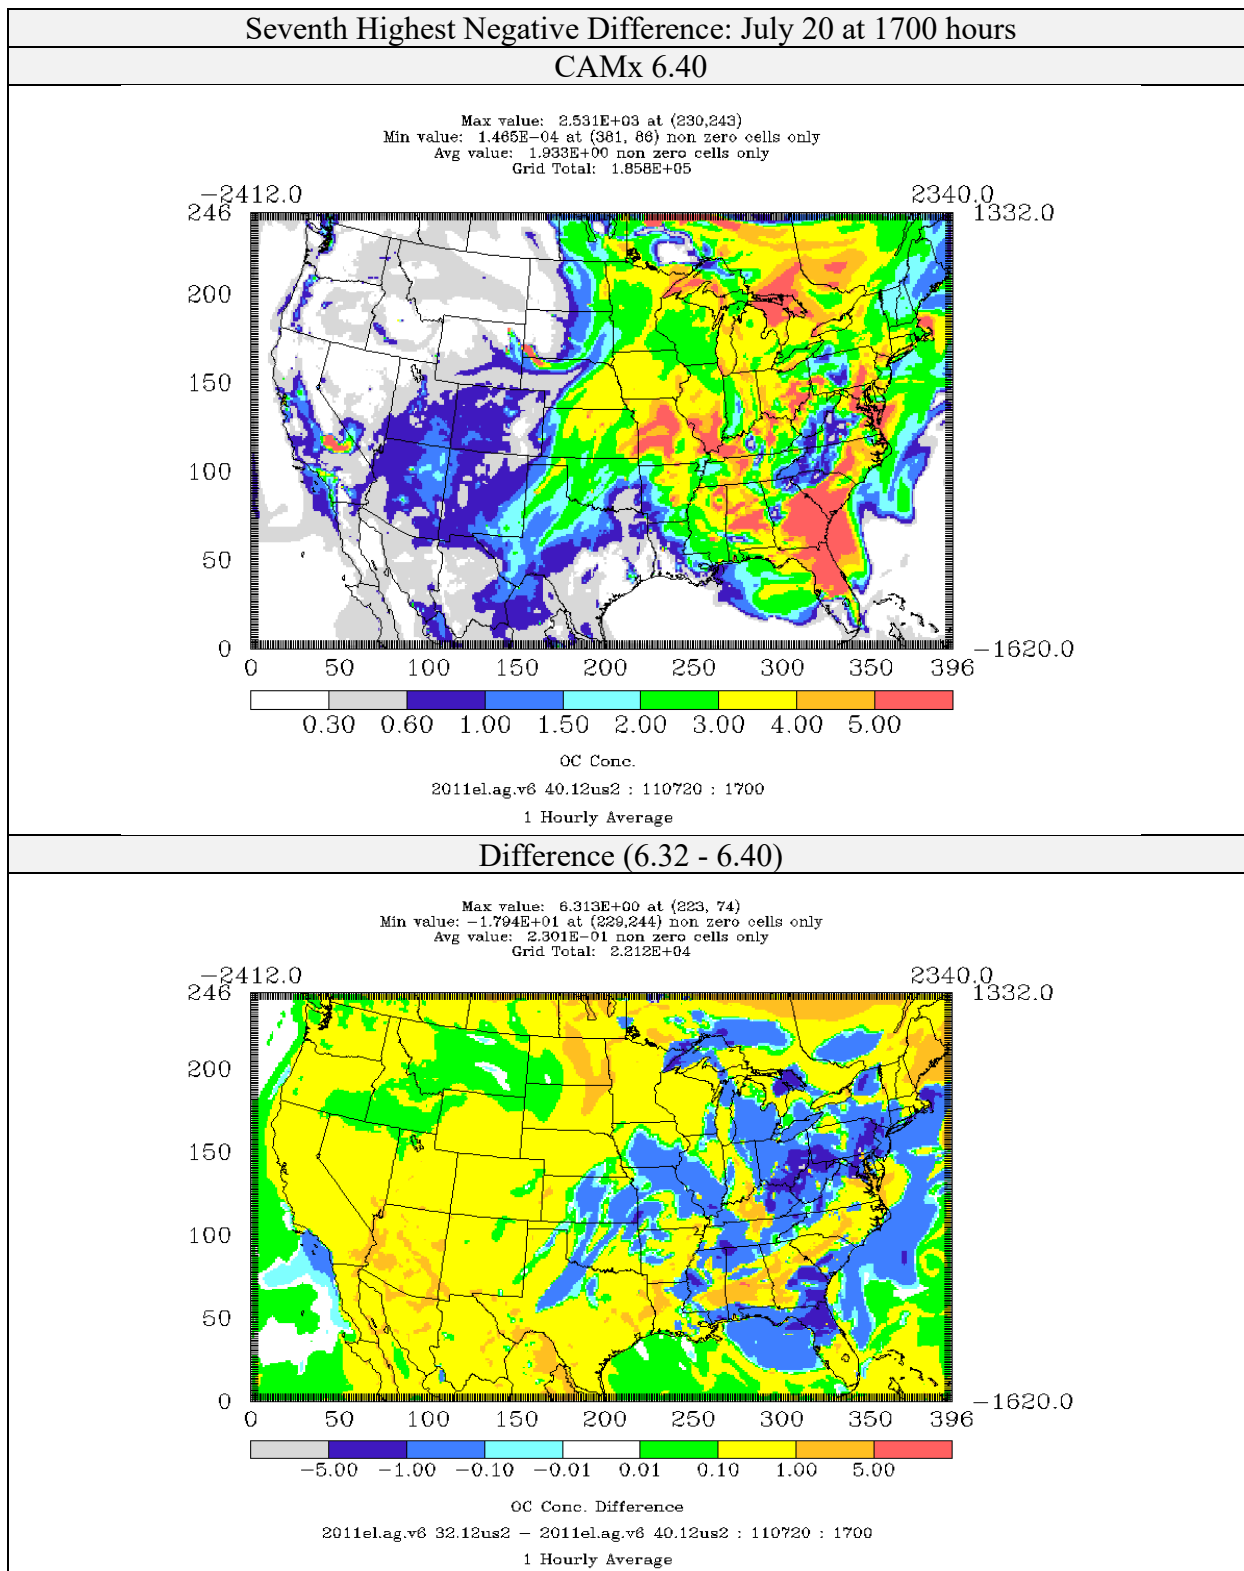 Seventh Highest Negative Difference: July 20 at 1700 hours
CAMx 6.40
Max value: 2.531E+03 at (230,243)
Min value: 1.465E-04 at (381, 86) non zero cells only
Avg value: 1.933E+00 non zero cells only
Grid Total: 1.858E+05
-2412.0 2340.0
246 1332.0
200
150
100
50
0 -1620.0
0 50 100 150 200 250 300 350 396
0.30 0.60 1.00 1.50 2.00 3.00 4.00 5.00
OC Conc.
2011el.ag.v6 40.12us2 : 110720 : 1700
1 Hourly Average
Difference (6.32 - 6.40)
Max value: 6.313E+00 at (223, 74)
Min value: -1.794E+01 at (229,244) non zero cells only
Avg value: 2.301E-01 non zero cells only
Grid Total: 2.212E+04
-2412.0 2340.0
246 1332.0
200
150
100
50
0 -1620.0
0 50 100 150 200 250 300 350 396
-5.00 -1.00 -0.10 -0.01 0.01 0.10 1.00 5.00
OC Conc. Difference
2011el.ag.v6 32.12us2 - 2011el.ag.v6 40.12us2 : 110720 : 1700
1 Hourly Average